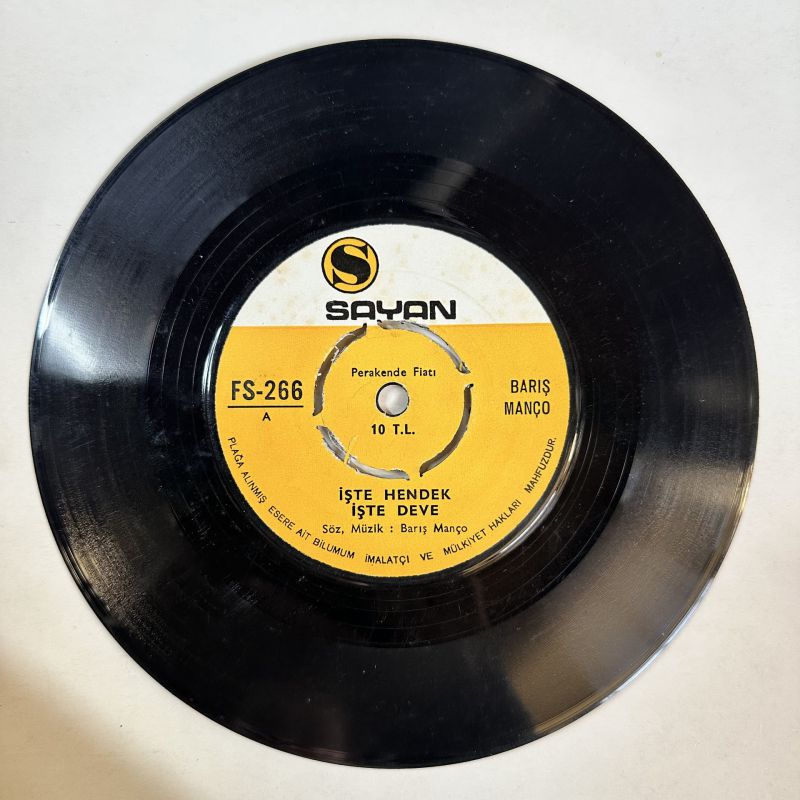 S
SAYAN
Perakende Fiatı
10 T.L.
FS-266
A
BARIŞ
MANÇO
İŞTE HENDEK
İŞTE DEVE
Söz, Müzik : Barış Manço
PLAĞA ALINMIŞ ESERE AİT BİLUMUM İMALATÇI VE MÜLKİYET HAKLARI MAHFUZDUR.